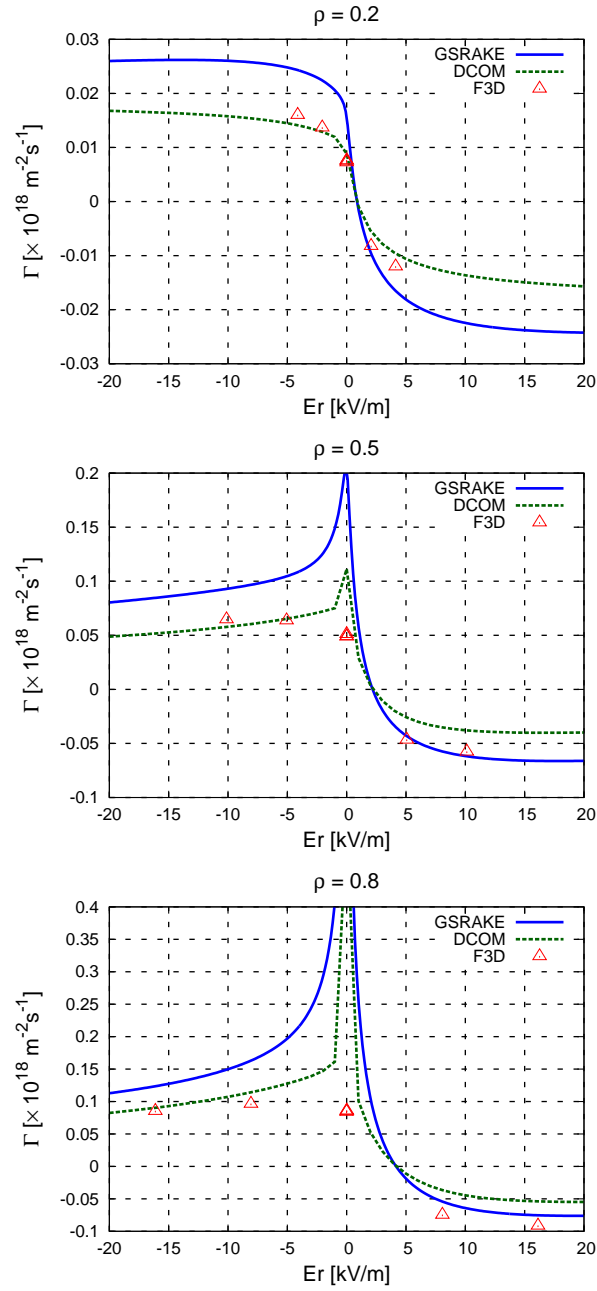 ρ = 0.2
Γ [× 10^18 m^-2 s^-1]
0.03
0.02
0.01
0
-0.01
-0.02
-0.03
GSRAKE
DCOM
F3D
-20 -15 -10 -5 0 5 10 15 20
Er [kV/m]
ρ = 0.5
Γ [× 10^18 m^-2 s^-1]
0.2
0.15
0.1
0.05
0
-0.05
-0.1
GSRAKE
DCOM
F3D
-20 -15 -10 -5 0 5 10 15 20
Er [kV/m]
ρ = 0.8
Γ [× 10^18 m^-2 s^-1]
0.4
0.35
0.3
0.25
0.2
0.15
0.1
0.05
0
-0.05
-0.1
GSRAKE
DCOM
F3D
-20 -15 -10 -5 0 5 10 15 20
Er [kV/m]